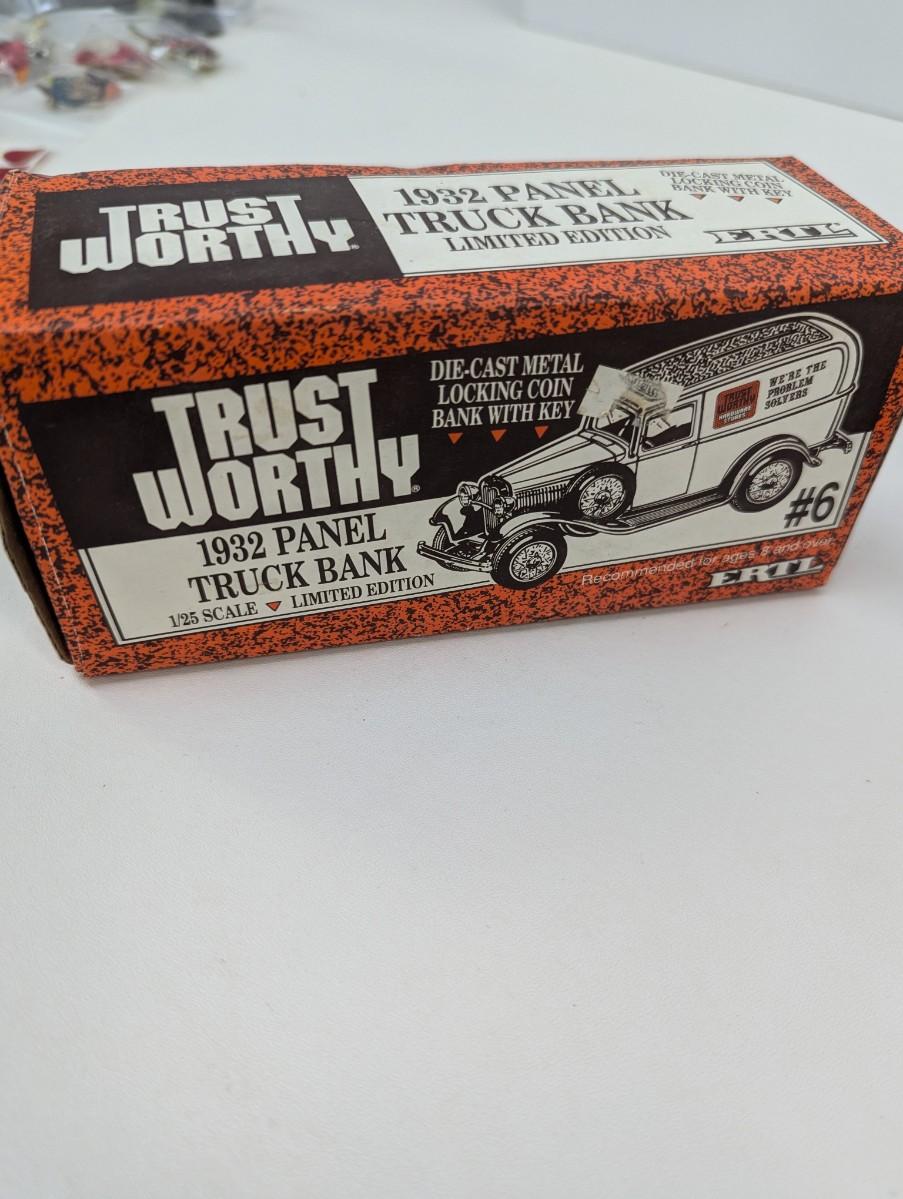 TRUST
WORTHY®
1932 PANEL
TRUCK BANK
LIMITED EDITION
DIE-CAST METAL
LOCKING COIN
BANK WITH KEY
ERTL
TRUST
WORTHY®
DIE-CAST METAL
LOCKING COIN
BANK WITH KEY
1932 PANEL
TRUCK BANK
1/25 SCALE LIMITED EDITION
TRUST
WORTHY
HARDWARE
STORES
WE'RE THE
PROBLEM
SOLVERS
#6
Recommended for ages 8 and over.
ERTL